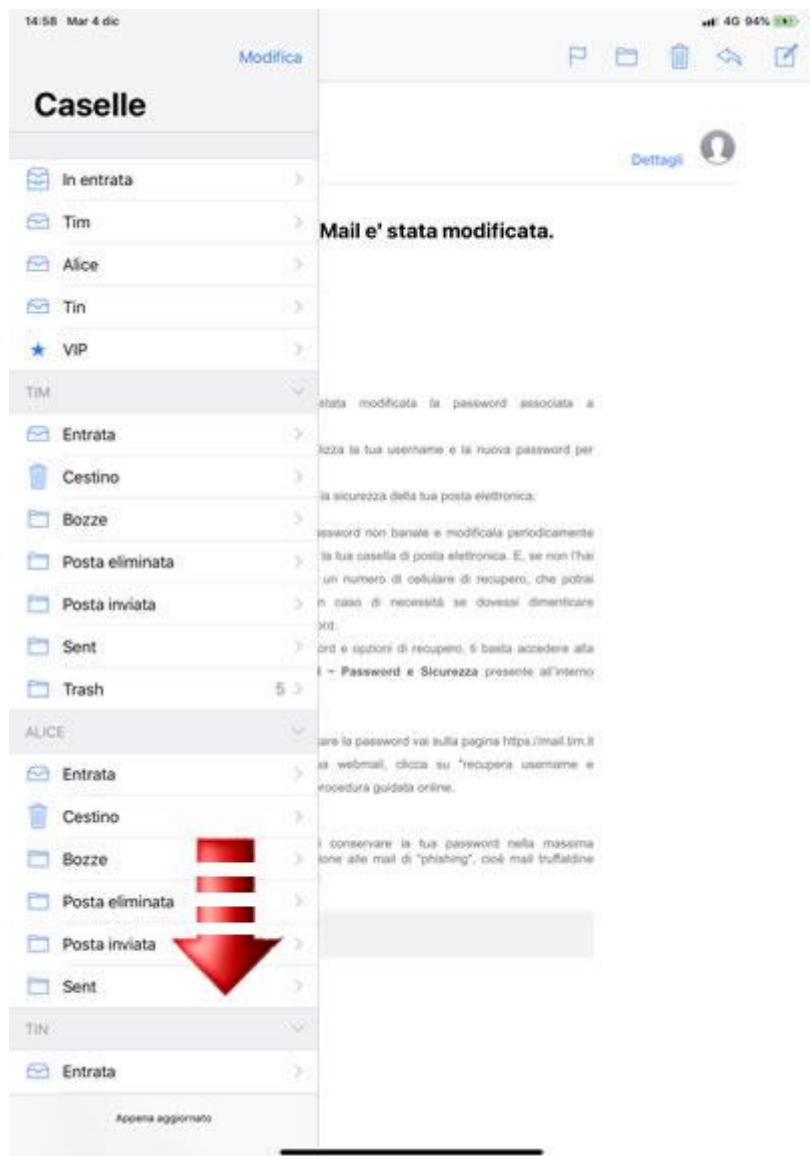 14:58 Mar 4 dic
4G 94%
Modifica
Caselle
Dettagli
In entrata
Tim
Alice
Tin
VIP
TIM
Entrata
Cestino
Bozze
Posta eliminata
Posta inviata
Sent
Trash 5
ALICE
Entrata
Cestino
Bozze
Posta eliminata
Posta inviata
Sent
TIN
Entrata
Appena aggiornato
Mail e' stata modificata.
stata modificata la password associata a
lizza la tua username e la nuova password per
la sicurezza della tua posta elettronica:
password non banale e modificala periodicamente
la tua casella di posta elettronica. E, se non l'hai
un numero di cellulare di recupero, che potrai
n caso di necessità se dovessi dimenticare
ord.
ord e opzioni di recupero, ti basta accedere alla
i – Password e Sicurezza presente all'interno
are la password vai sulla pagina https://mail.tim.it
ua webmail, clicca su "recupera username e
procedura guidata online.
i conservare la tua password nella massima
ione alle mail di "phishing", cioè mail truffaldine